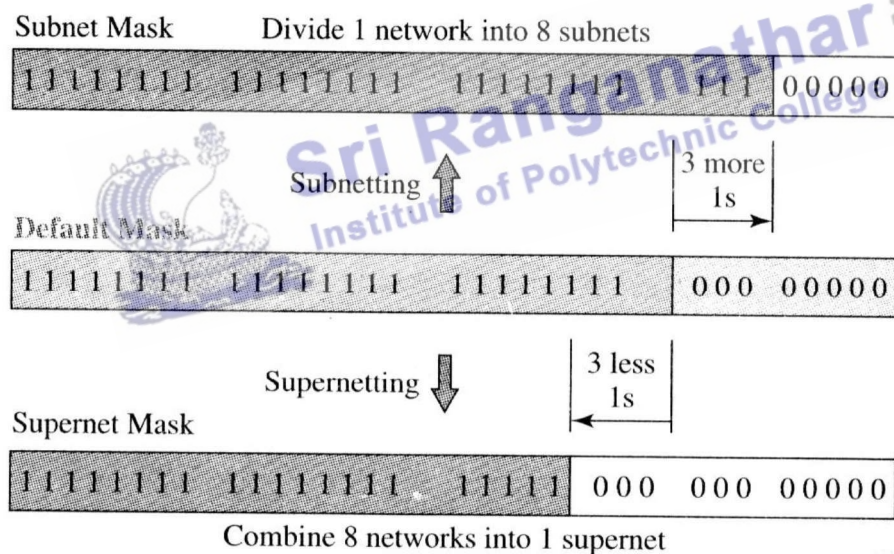 Subnet Mask Divide 1 network into 8 subnets
11111111 11111111 11111111 111 00000
Sri Ranganathar
Institute of Polytechnic College
Subnetting
3 more
1s
Default Mask
11111111 11111111 11111111 000 00000
Supernetting
3 less
1s
Supernet Mask
11111111 11111111 11111 000 000 00000
Combine 8 networks into 1 supernet